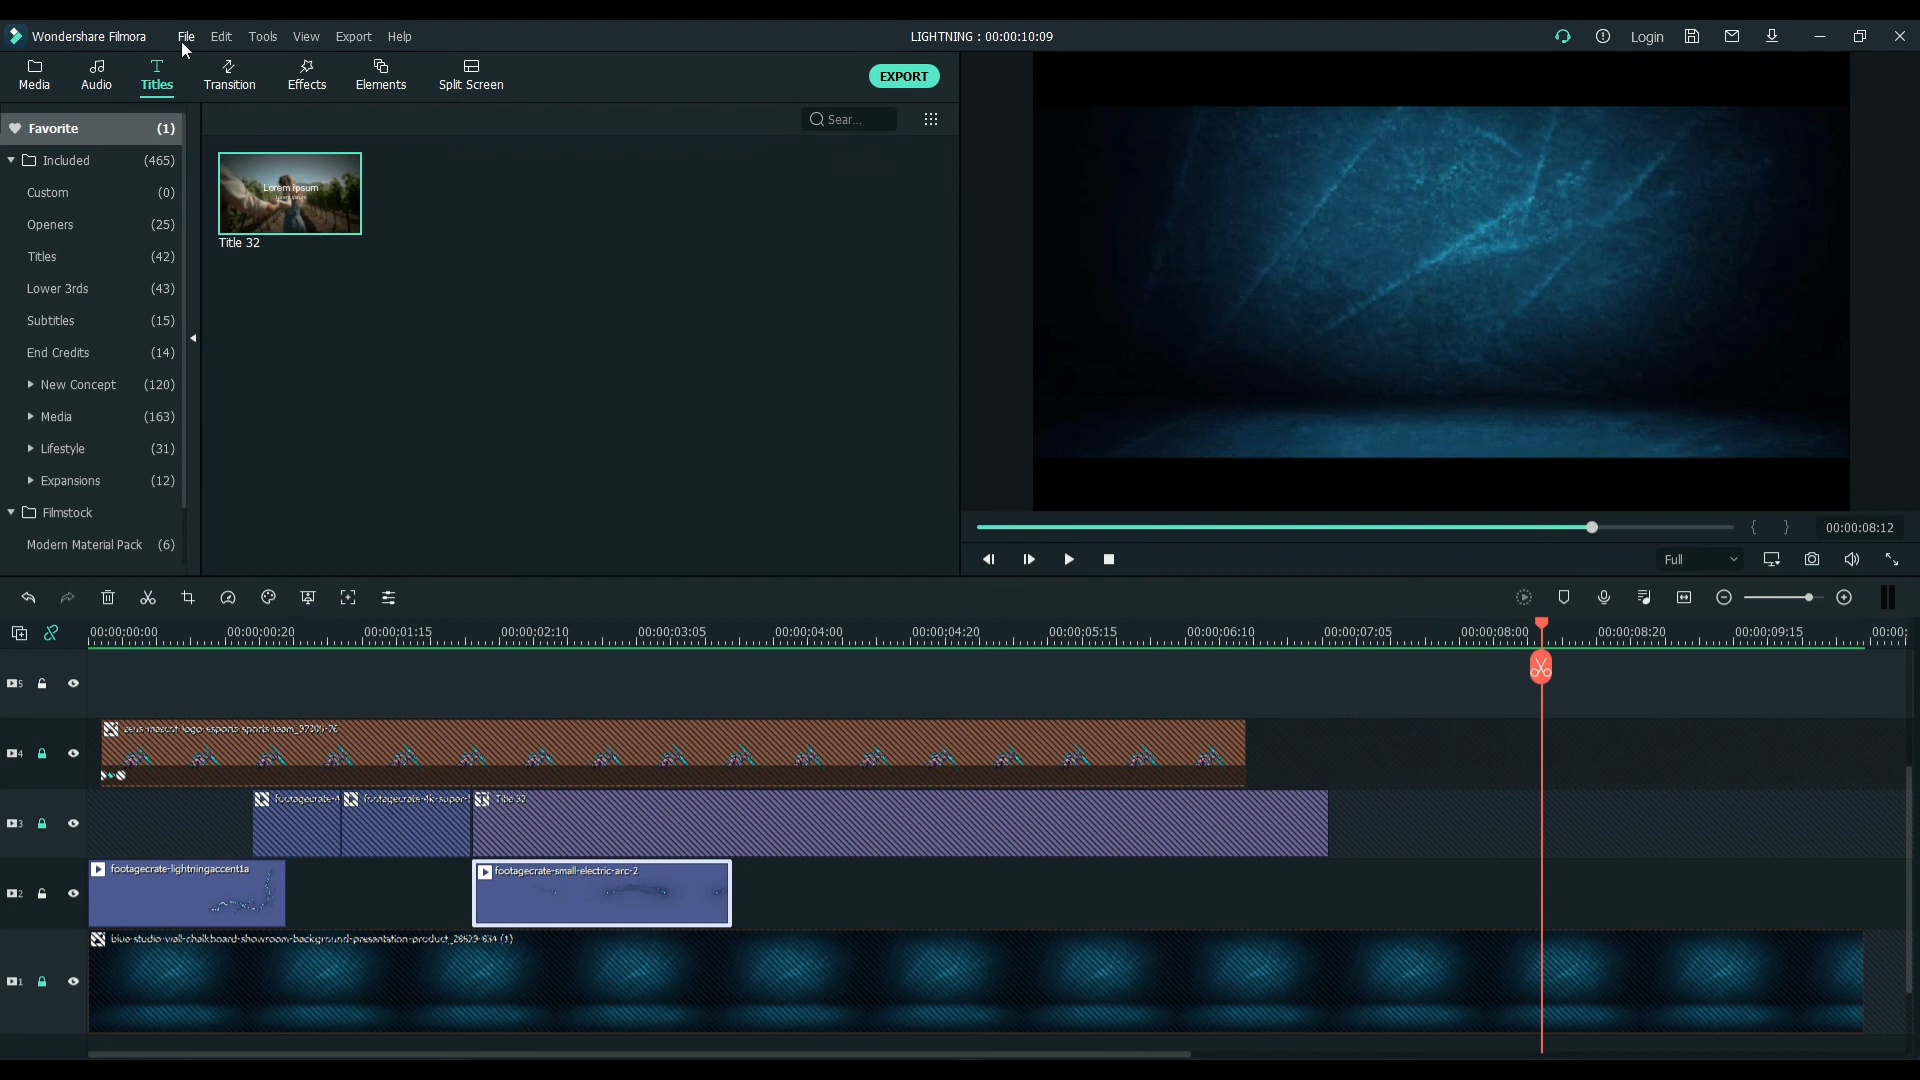 Wondershare Filmora File Edit Tools View Export Help LIGHTNING : 00:00:10:09 Login
Media Audio Titles Transition Effects Elements Split Screen EXPORT
Favorite (1) Sear...
Included (465)
Custom (0)
Openers (25)
Titles (42)
Lower 3rds (43)
Subtitles (15)
End Credits (14)
New Concept (120)
Media (163)
Lifestyle (31)
Expansions (12)
Filmstock
Modern Material Pack (6)
Lorem Ipsum
Title 32
{ } 00:00:08:12
Full
00:00:00:00 00:00:00:20 00:00:01:15 00:00:02:10 00:00:03:05 00:00:04:00 00:00:04:20 00:00:05:15 00:00:06:10 00:00:07:05 00:00:08:00 00:00:08:20 00:00:09:15 00:00:
5
4 zeus-mascot-logo-esports-sports-team_97306-76
3 footagecrate-4 footagecrate-4k-super- Title 32
2 footagecrate-lightningaccent1a footagecrate-small-electric-arc-2
1 blue-studio-wall-chalkboard-showroom-background-presentation-product_28629-834 (1)